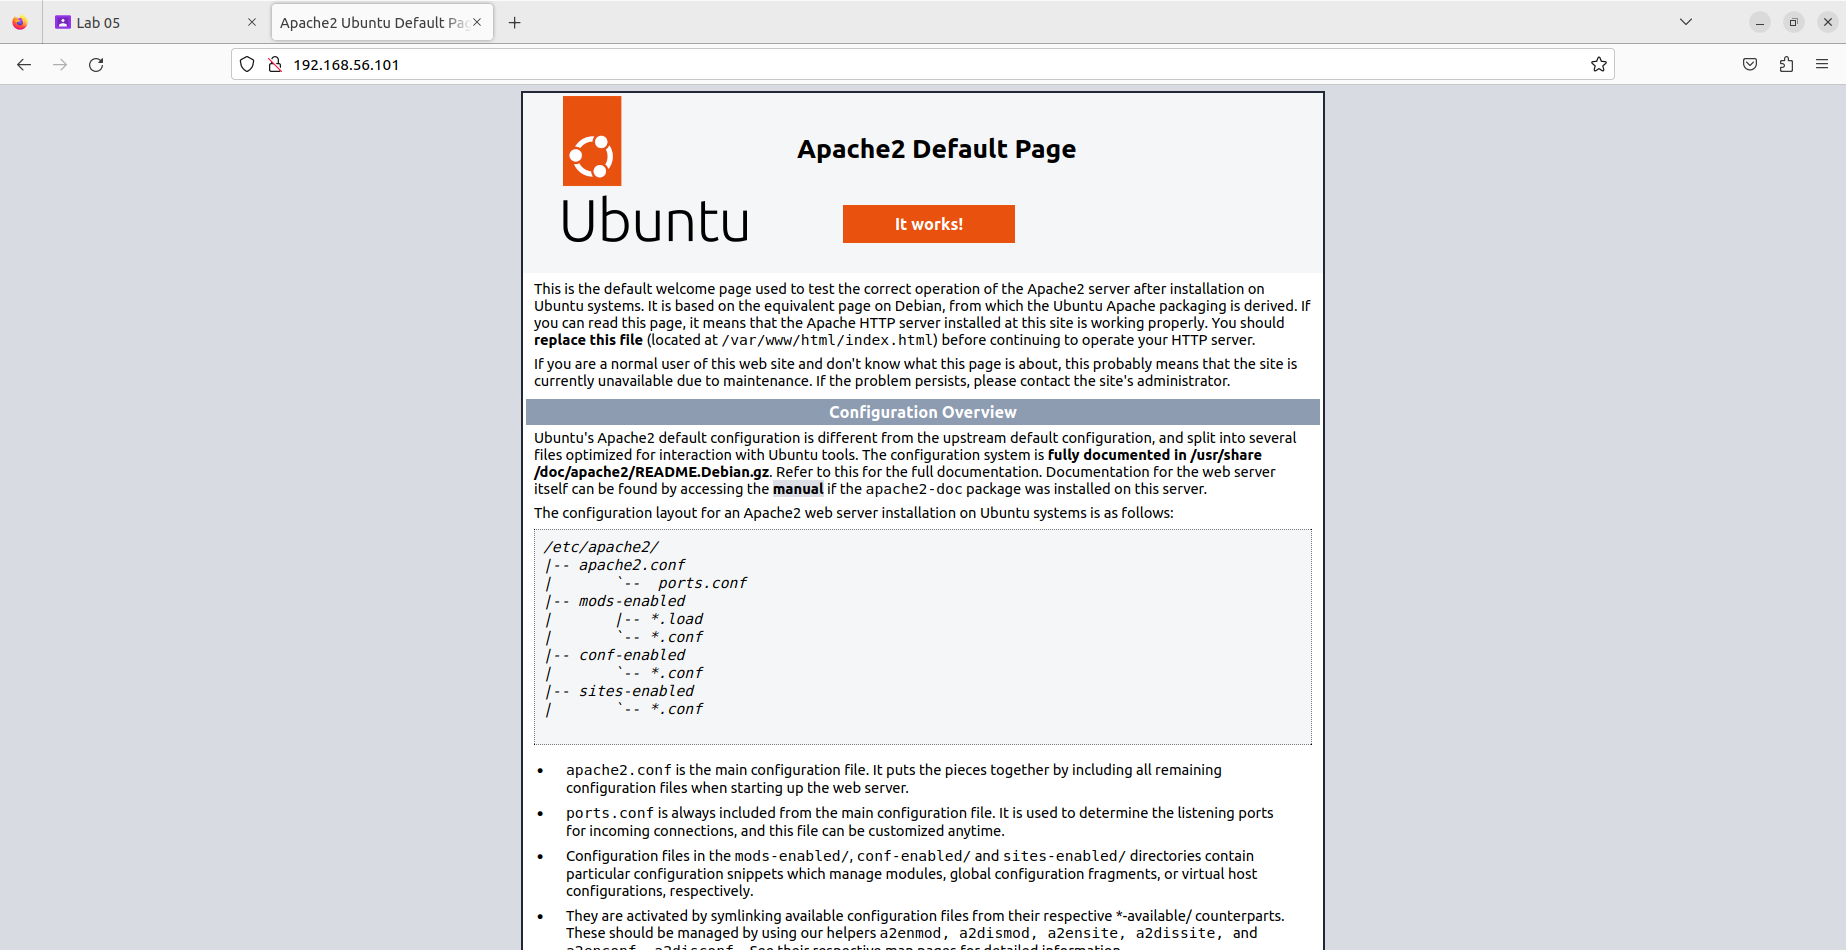 Lab 05
Apache2 Ubuntu Default Pag
192.168.56.101
Apache2 Default Page
Ubuntu
It works!
This is the default welcome page used to test the correct operation of the Apache2 server after installation on
Ubuntu systems. It is based on the equivalent page on Debian, from which the Ubuntu Apache packaging is derived. If
you can read this page, it means that the Apache HTTP server installed at this site is working properly. You should
replace this file (located at /var/www/html/index.html) before continuing to operate your HTTP server.
If you are a normal user of this web site and don't know what this page is about, this probably means that the site is
currently unavailable due to maintenance. If the problem persists, please contact the site's administrator.
Configuration Overview
Ubuntu's Apache2 default configuration is different from the upstream default configuration, and split into several
files optimized for interaction with Ubuntu tools. The configuration system is fully documented in /usr/share
/doc/apache2/README.Debian.gz. Refer to this for the full documentation. Documentation for the web server
itself can be found by accessing the manual if the apache2-doc package was installed on this server.
The configuration layout for an Apache2 web server installation on Ubuntu systems is as follows:
/etc/apache2/
|-- apache2.conf
|       `--  ports.conf
|-- mods-enabled
|       |-- *.load
|       `-- *.conf
|-- conf-enabled
|       `-- *.conf
|-- sites-enabled
|       `-- *.conf
• apache2.conf is the main configuration file. It puts the pieces together by including all remaining
configuration files when starting up the web server.
• ports.conf is always included from the main configuration file. It is used to determine the listening ports
for incoming connections, and this file can be customized anytime.
• Configuration files in the mods-enabled/, conf-enabled/ and sites-enabled/ directories contain
particular configuration snippets which manage modules, global configuration fragments, or virtual host
configurations, respectively.
• They are activated by symlinking available configuration files from their respective *-available/ counterparts.
These should be managed by using our helpers a2enmod, a2dismod, a2ensite, a2dissite, and
a2enconf, a2disconf . See their respective man pages for detailed information.